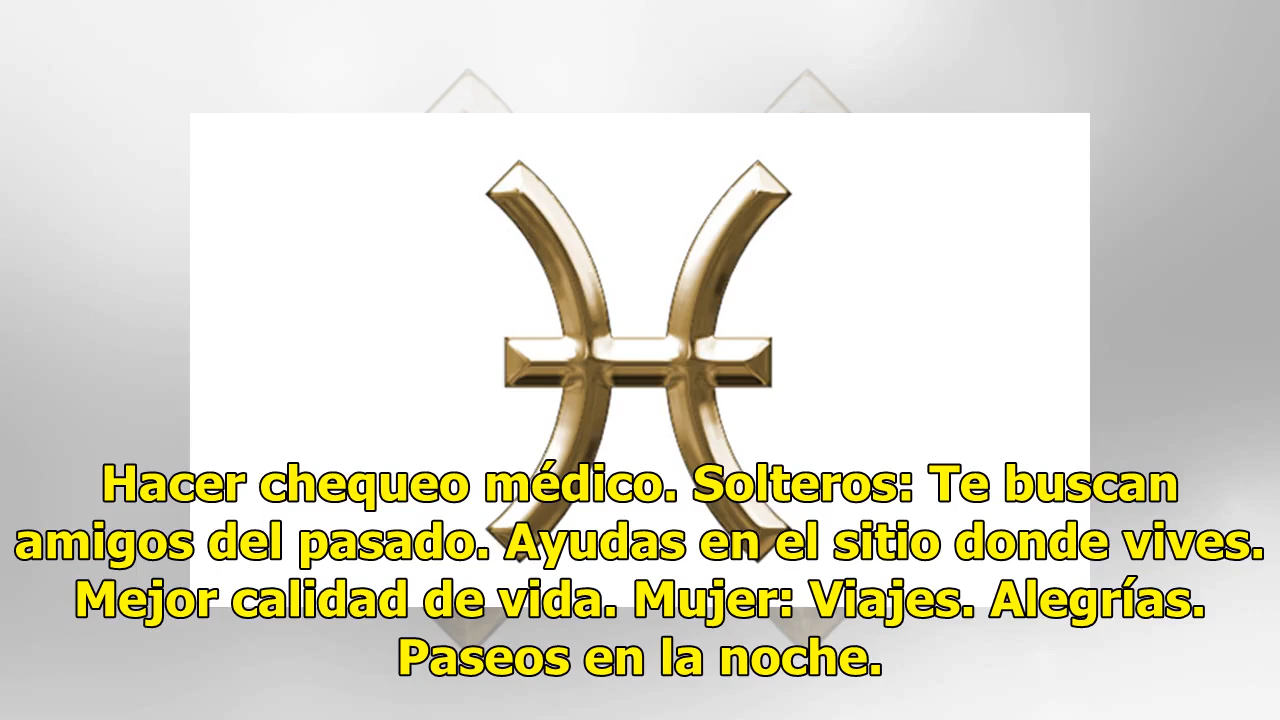 Hacer chequeo médico. Solteros: Te buscan
amigos del pasado. Ayudas en el sitio donde vives.
Mejor calidad de vida. Mujer: Viajes. Alegrías.
Paseos en la noche.